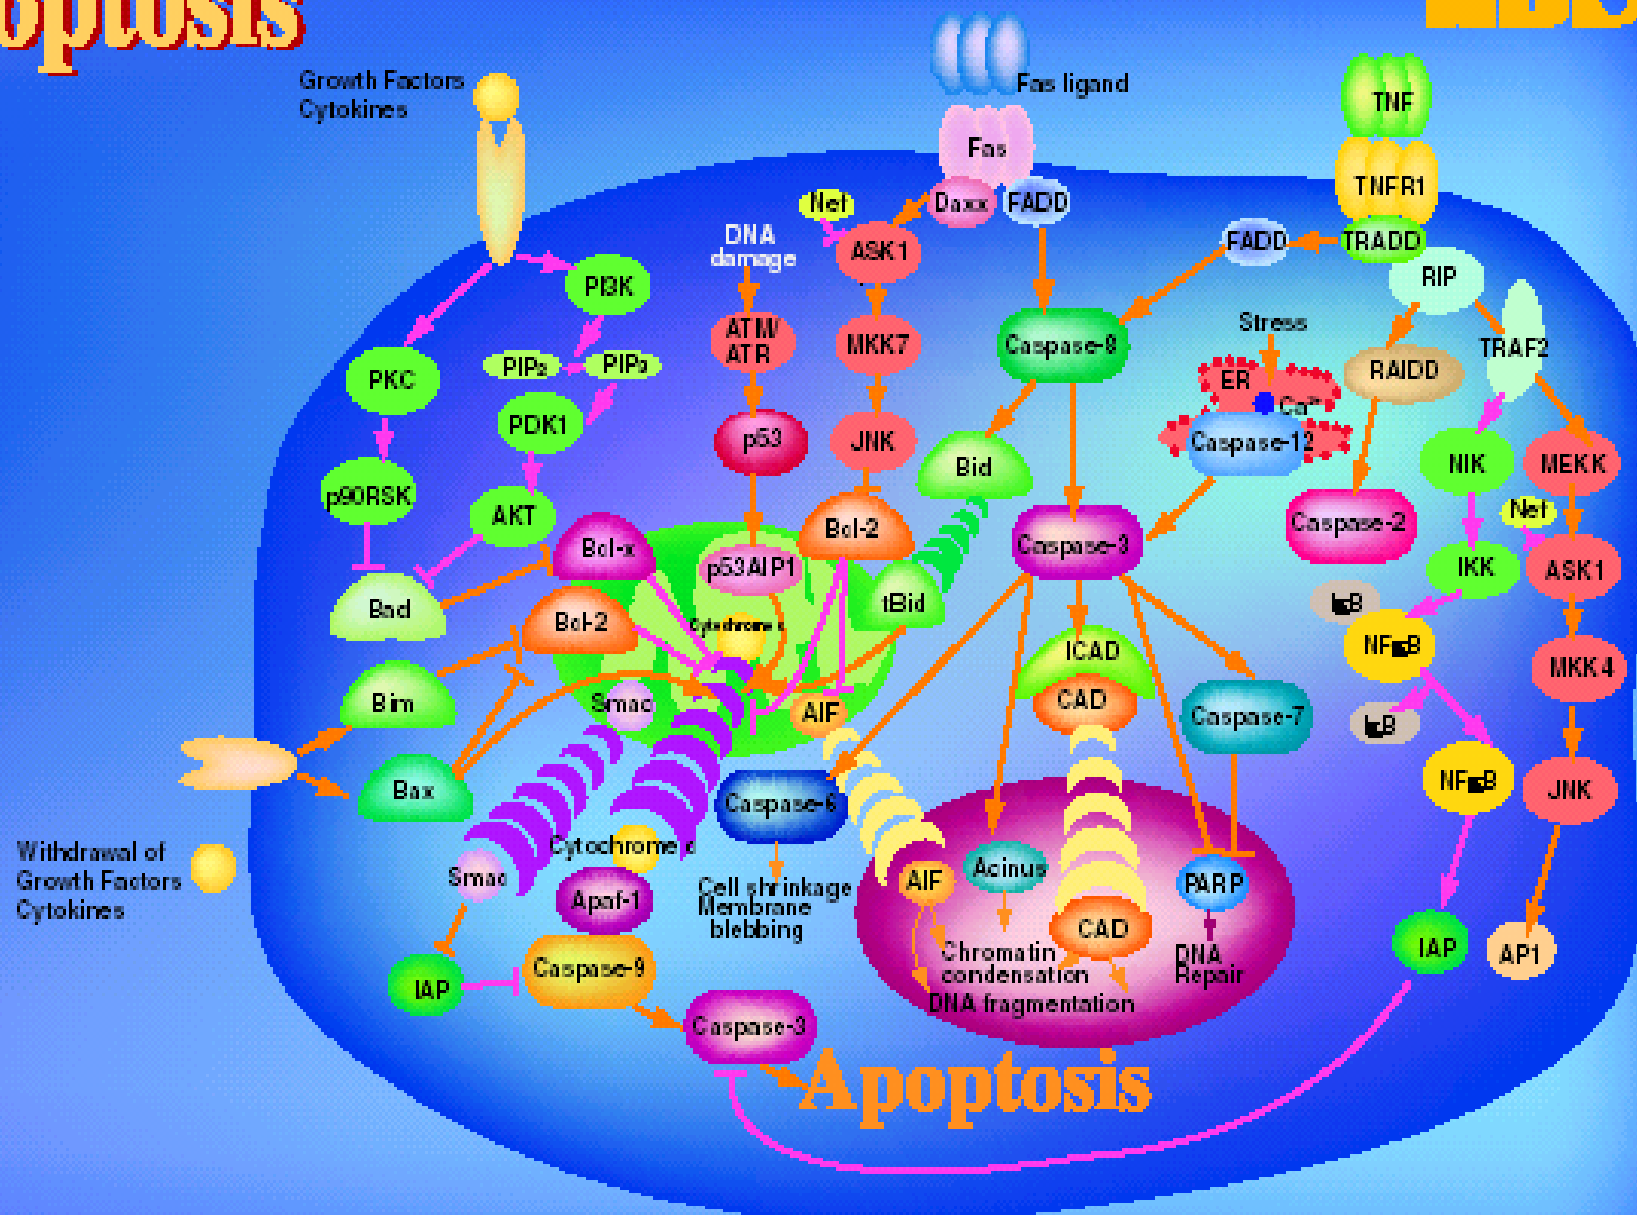 optosis
Growth Factors
Cytokines
Fas ligand
Fas
TNF
TNFR1
Daxx
FADD
Nef
ASK1
DNA
damage
FADD
TRADD
RIP
PI3K
ATM/
ATR
MKK7
Caspase-8
Stress
TRAF2
PKC
PIP2
PIP3
RAIDD
ER
Ca2+
PDK1
p53
JNK
Bid
Caspase-12
NIK
MEKK
p90RSK
AKT
Bcl-2
Caspase-2
Nef
Bcl-x
p53AIP1
Caspase-3
IKK
ASK1
Bad
Bcl-2
Cytochrome c
tBid
IκB
ICAD
NFκB
MKK4
Bim
Smac
AIF
CAD
Caspase-7
IκB
Bax
Caspase-6
NFκB
JNK
Withdrawal of
Growth Factors
Cytokines
Cytochrome c
Smac
Apaf-1
Cell shrinkage
Membrane
blebbing
AIF
Acinus
PARP
CAD
Chromatin
condensation
DNA
Repair
DNA fragmentation
IAP
AP1
IAP
Caspase-9
Caspase-3
Apoptosis